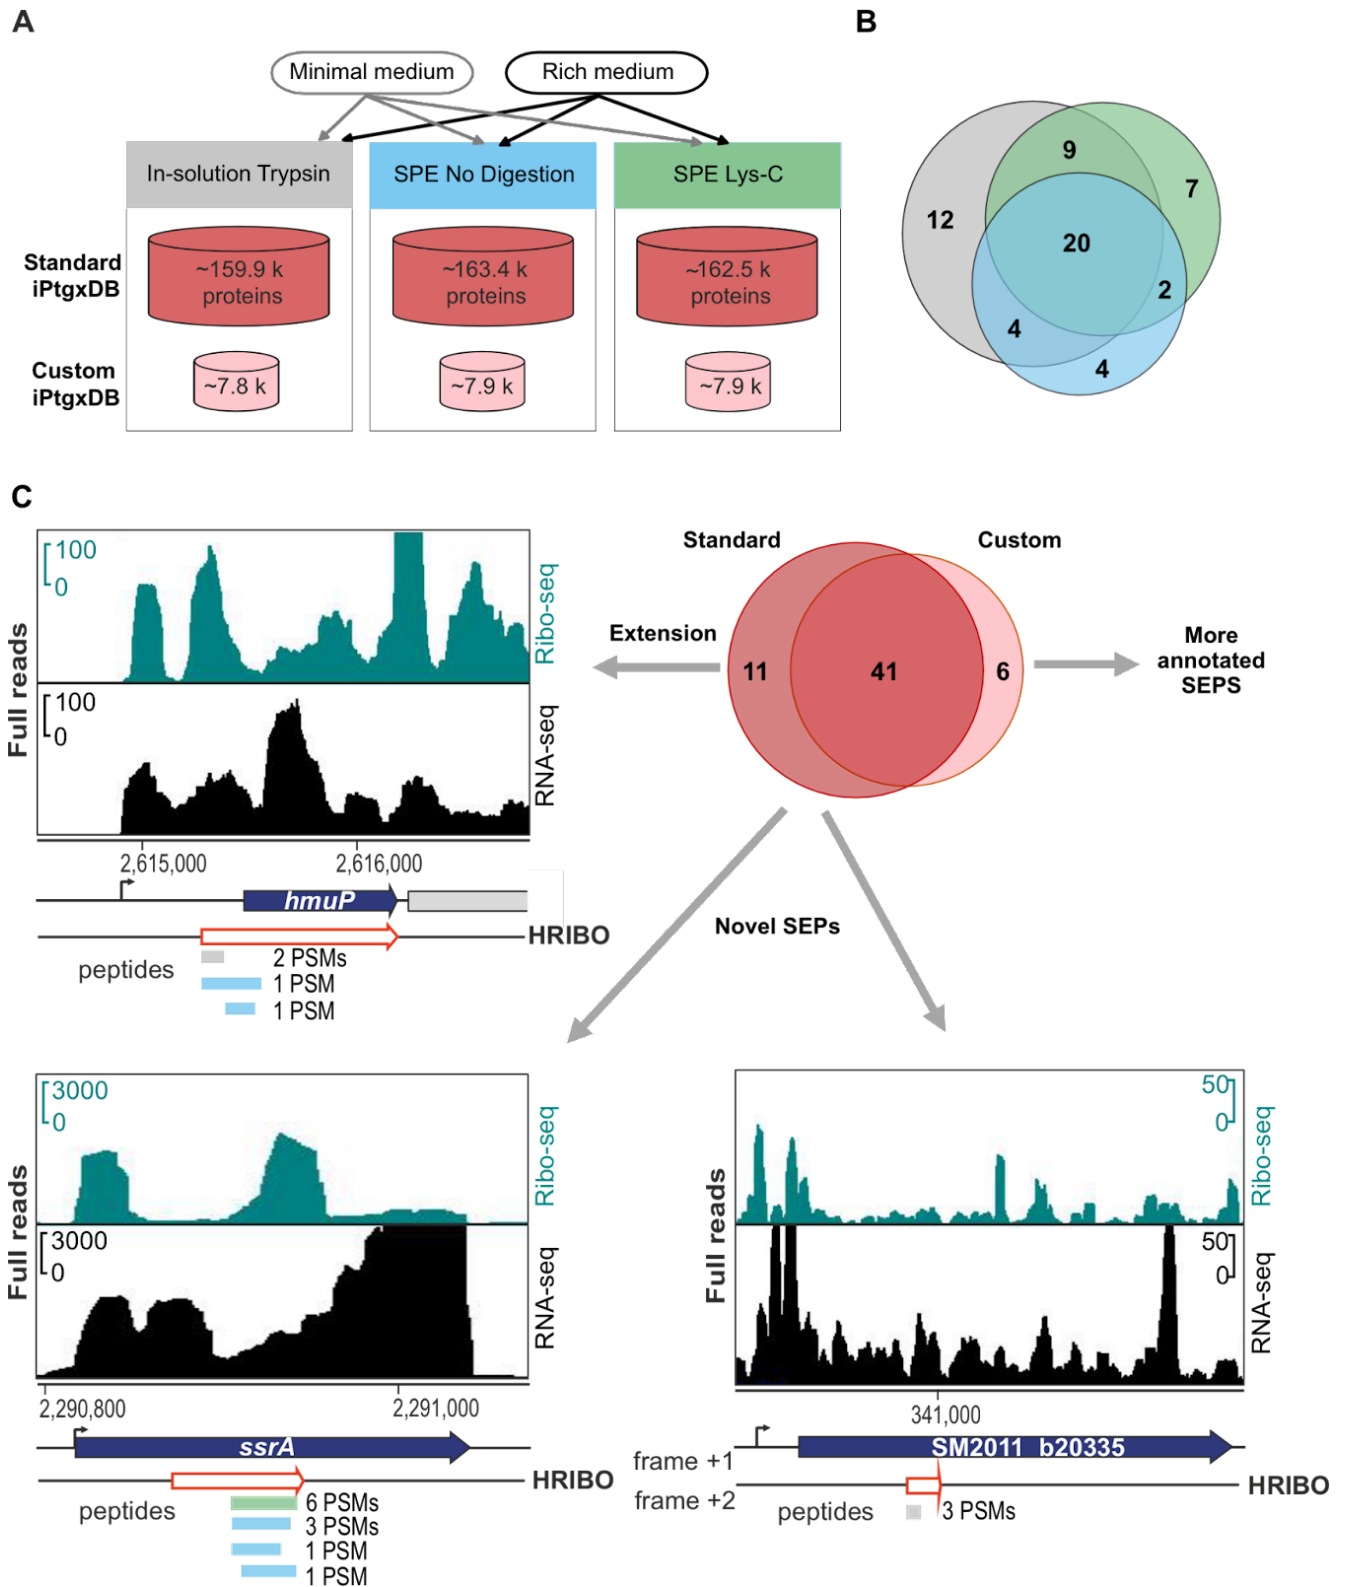 A
B
Minimal medium
Rich medium
In-solution Trypsin
SPE No Digestion
SPE Lys-C
Standard
iPtgxDB
~159.9 k
proteins
~163.4 k
proteins
~162.5 k
proteins
Custom
iPtgxDB
~7.8 k
~7.9 k
~7.9 k
9
7
12
20
2
4
4
C
Full reads
100
0
Ribo-seq
100
0
RNA-seq
2,615,000
2,616,000
hmuP
HRIBO
peptides
2 PSMs
1 PSM
1 PSM
Standard
Custom
Extension
11
41
6
More
annotated
SEPS
Novel SEPs
Full reads
3000
0
Ribo-seq
3000
0
RNA-seq
2,290,800
2,291,000
ssrA
HRIBO
peptides
6 PSMs
3 PSMs
1 PSM
1 PSM
Full reads
50
0
Ribo-seq
50
0
RNA-seq
341,000
frame +1
SM2011 b20335
frame +2
HRIBO
peptides
3 PSMs